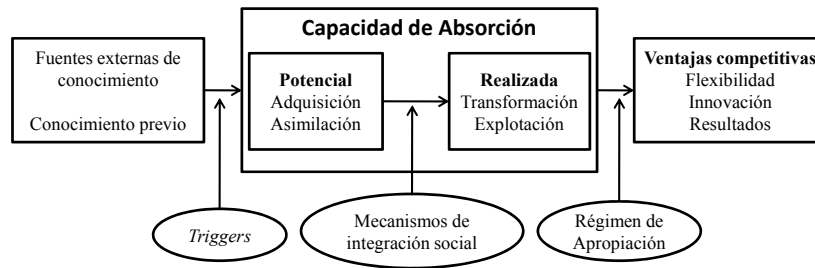 Capacidad de Absorción
Fuentes externas de
conocimiento
Conocimiento previo
Potencial
Adquisición
Asimilación
Realizada
Transformación
Explotación
Ventajas competitivas
Flexibilidad
Innovación
Resultados
Triggers
Mecanismos de
integración social
Régimen de
Apropiación